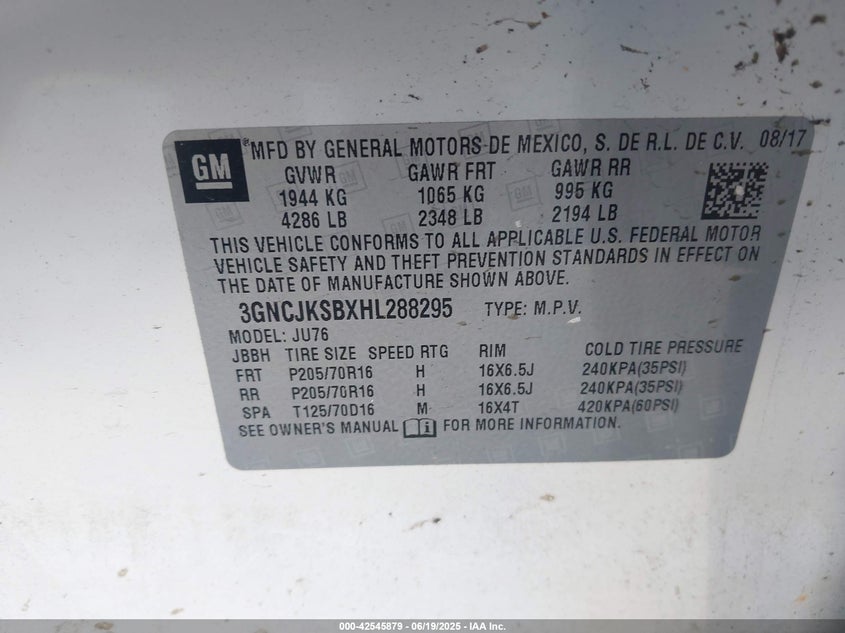 GM ®MFD BY GENERAL MOTORS DE MEXICO, S. DE R.L. DE C.V. 08/17
GVWR GAWR FRT GAWR RR
1944 KG 1065 KG 995 KG
4286 LB 2348 LB 2194 LB
THIS VEHICLE CONFORMS TO ALL APPLICABLE U.S. FEDERAL MOTOR
VEHICLE SAFETY AND THEFT PREVENTION STANDARDS IN EFFECT ON
THE DATE OF MANUFACTURE SHOWN ABOVE.
3GNCJKSBXHL288295 TYPE: M.P.V.
MODEL: JU76
JBBH TIRE SIZE SPEED RTG RIM COLD TIRE PRESSURE
FRT P205/70R16 H 16X6.5J 240KPA(35PSI)
RR P205/70R16 H 16X6.5J 240KPA(35PSI)
SPA T125/70D16 M 16X4T 420KPA(60PSI)
SEE OWNER'S MANUAL i FOR MORE INFORMATION.
000-42545879 - 06/19/2025 - IAA Inc.